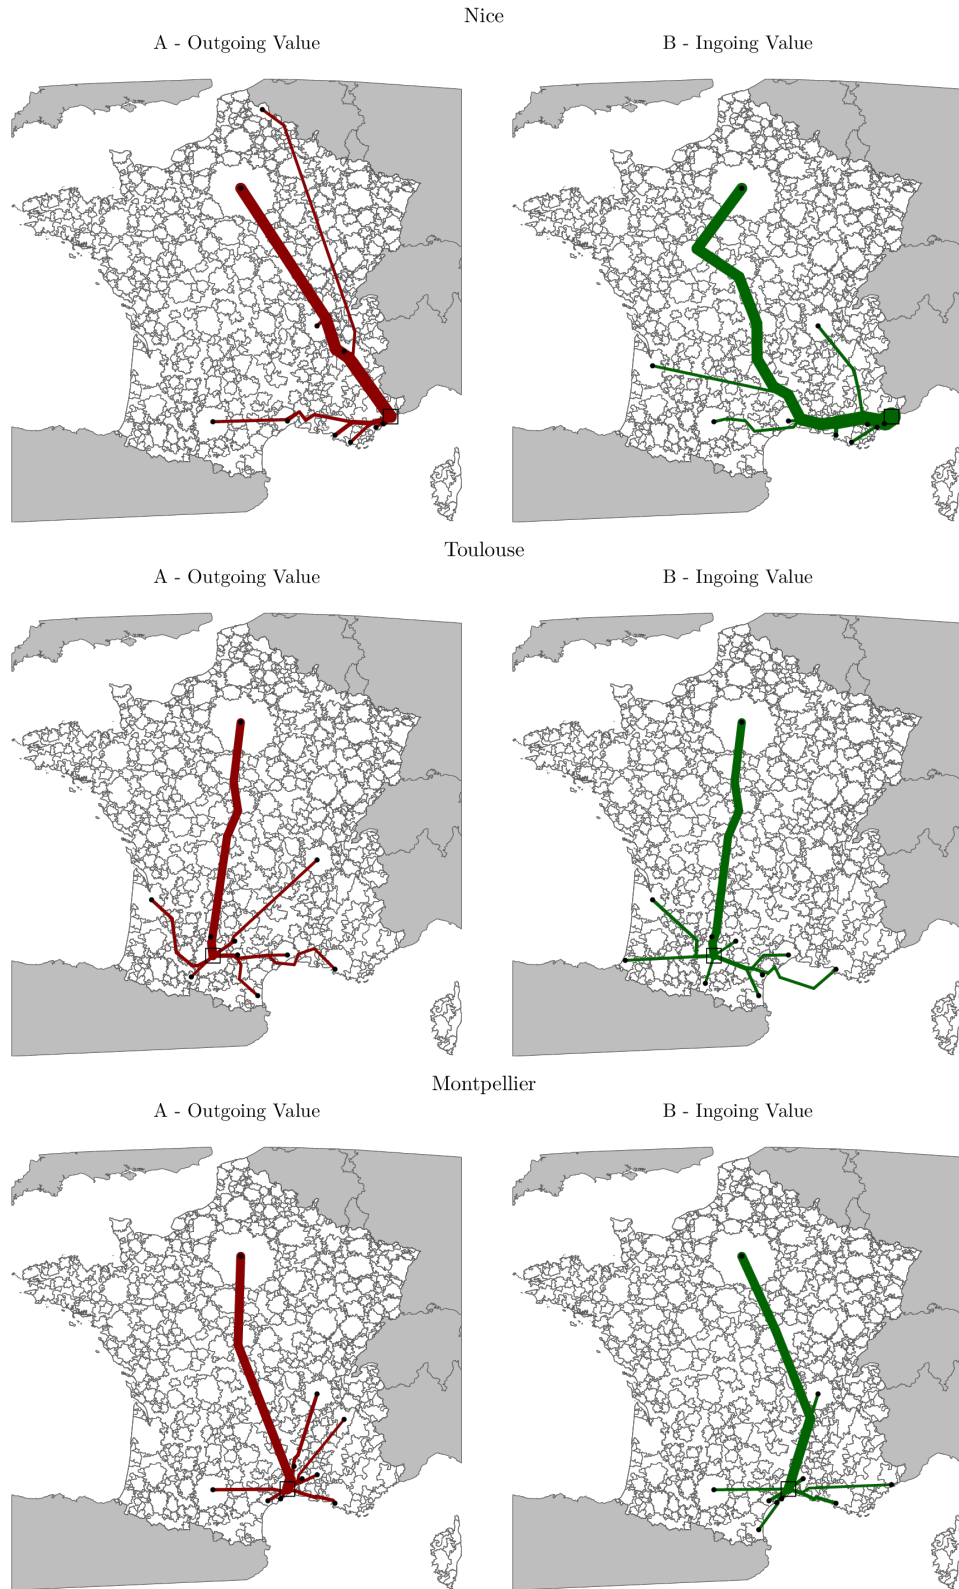 Nice
A - Outgoing Value
B - Ingoing Value
Toulouse
A - Outgoing Value
B - Ingoing Value
Montpellier
A - Outgoing Value
B - Ingoing Value